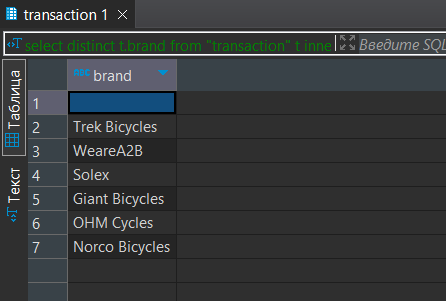 transaction 1
select distinct t.brand from "transaction" t inne
Введите SQL
Таблица
Текст
brand
1
2 Trek Bicycles
3 WeareA2B
4 Solex
5 Giant Bicycles
6 OHM Cycles
7 Norco Bicycles